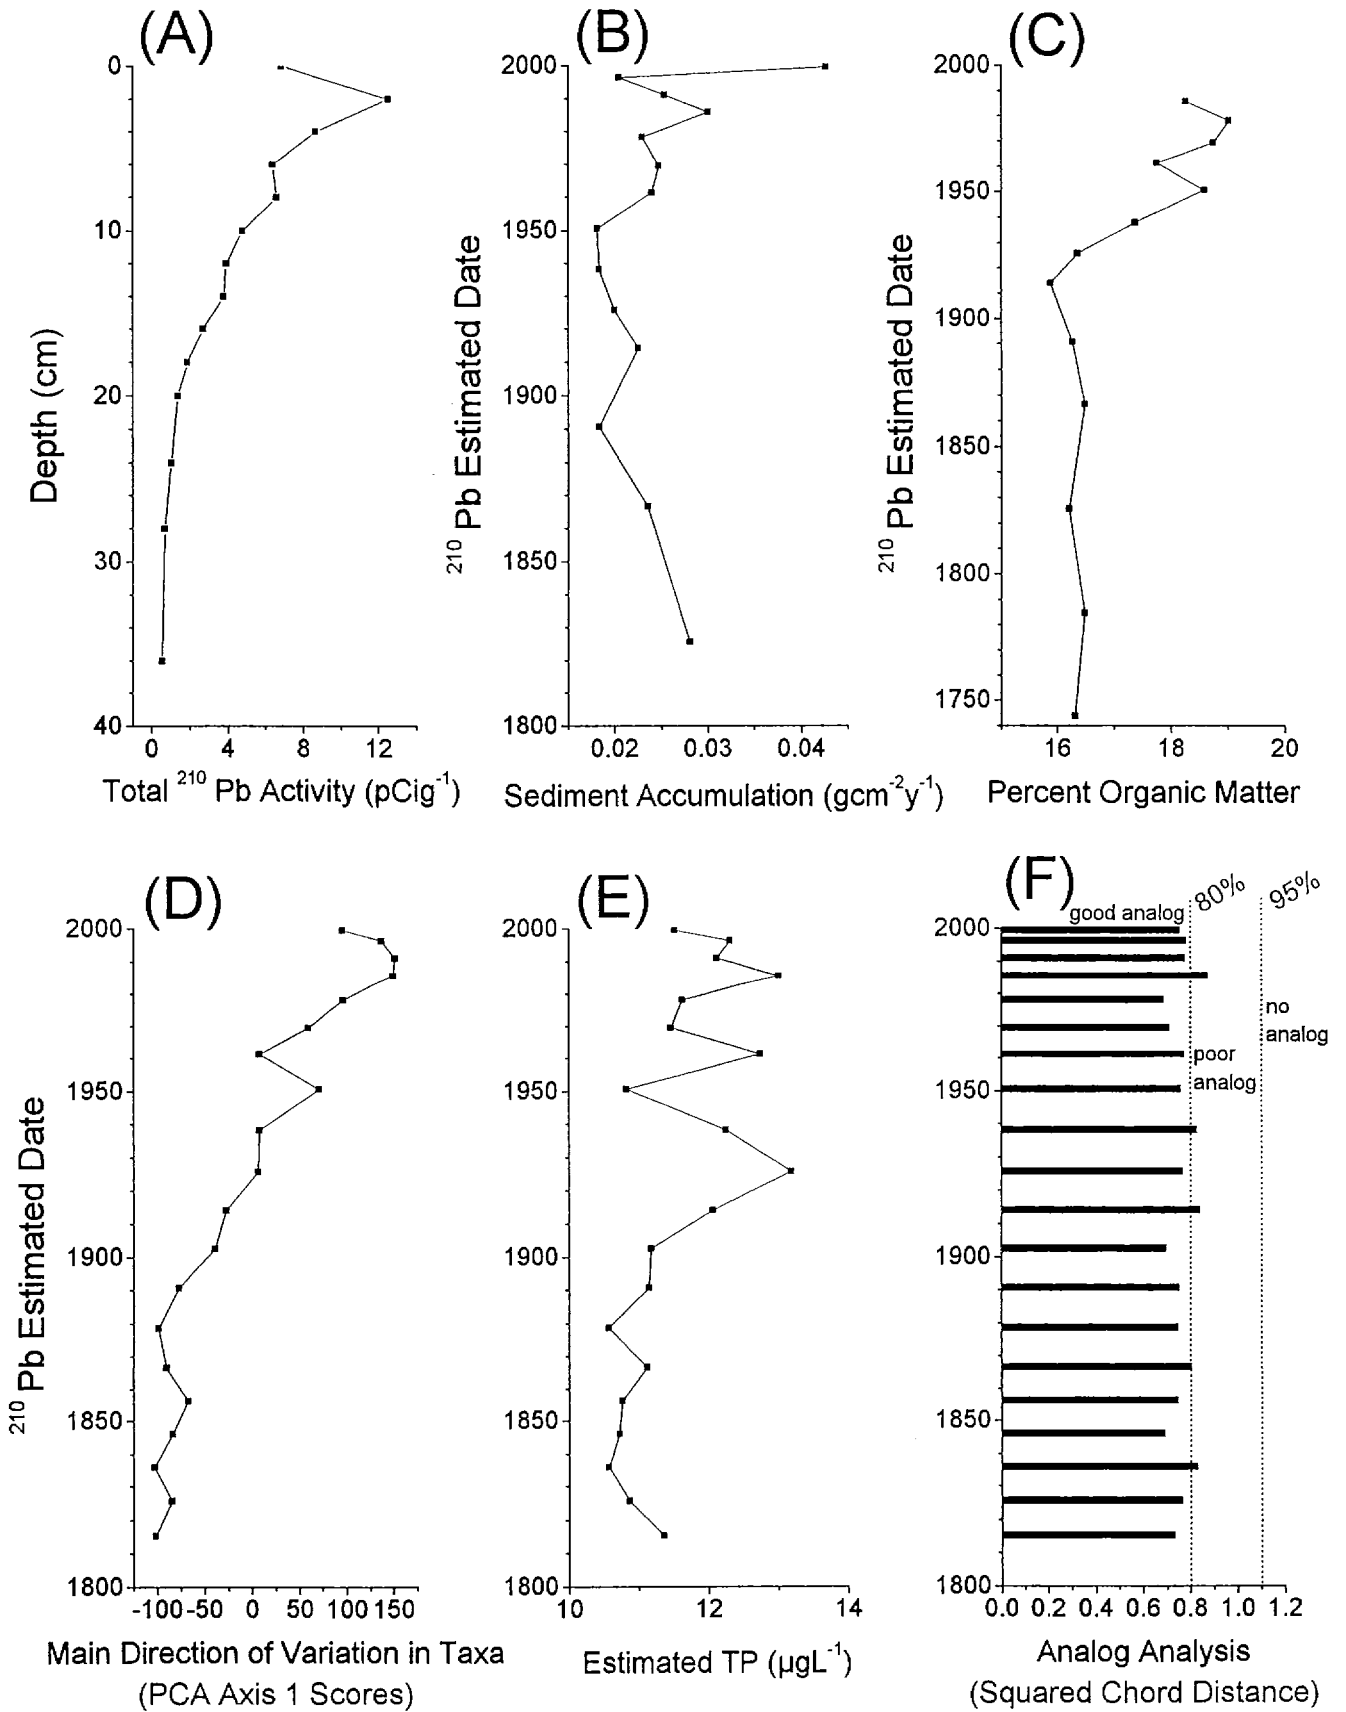 (A)
0
10
20
30
40
Depth (cm)
0 4 8 12
Total 210 Pb Activity (pCig-1)
(B)
2000
1950
1900
1850
1800
210 Pb Estimated Date
0.02 0.03 0.04
Sediment Accumulation (gcm-2y-1)
(C)
2000
1950
1900
1850
1800
1750
210 Pb Estimated Date
16 18 20
Percent Organic Matter
(D)
2000
1950
1900
1850
1800
210 Pb Estimated Date
-100 -50 0 50 100 150
Main Direction of Variation in Taxa
(PCA Axis 1 Scores)
(E)
2000
1950
1900
1850
1800
10 12 14
Estimated TP (µgL-1)
(F)
80%
95%
good analog
no
analog
poor
analog
2000
1950
1900
1850
1800
0.0 0.2 0.4 0.6 0.8 1.0 1.2
Analog Analysis
(Squared Chord Distance)